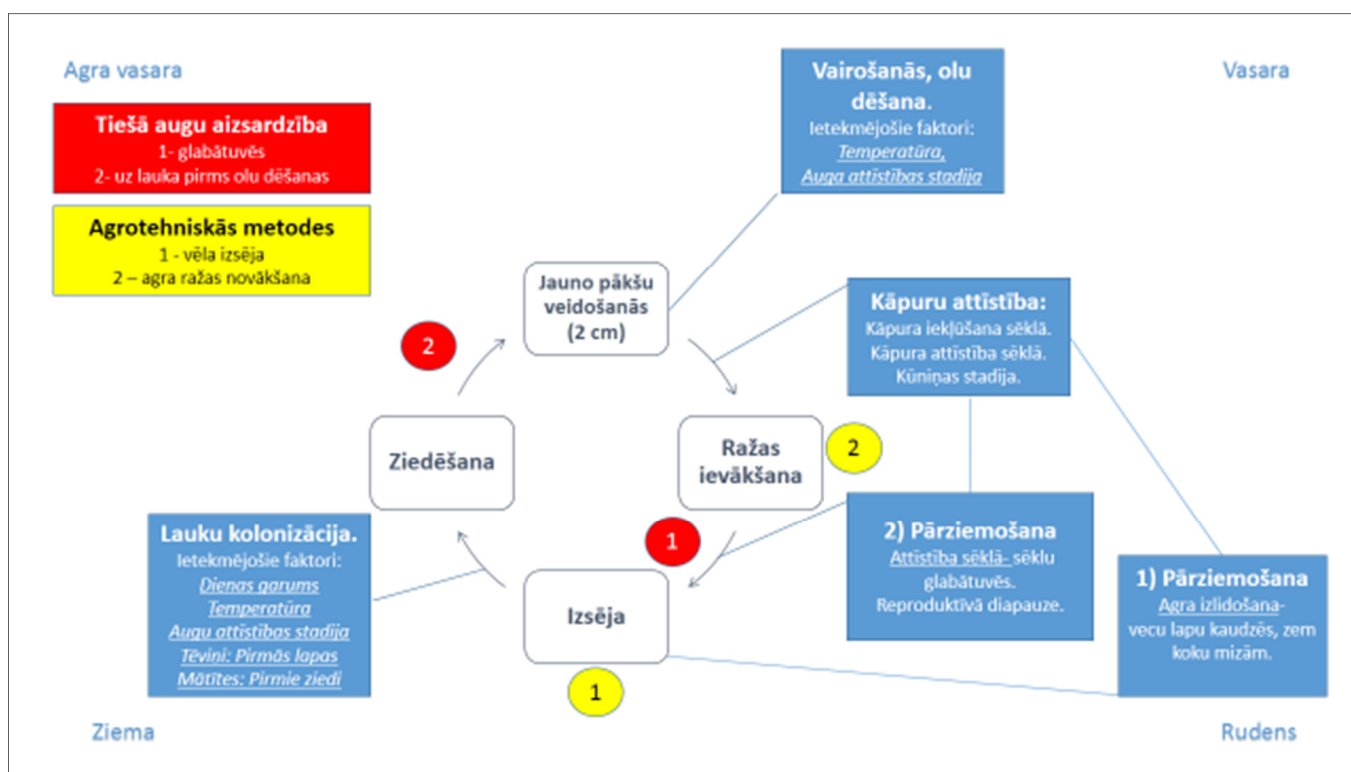 Agra vasara
Vasara
Tiešā augu aizsardzība
1- glabātuvēs
2- uz lauka pirms olu dēšanas
Agrotehniskās metodes
1 - vēla izsēja
2 – agra ražas novākšana
Vairošanās, olu
dēšana.
Ietekmējošie faktori:
Temperatūra,
Auga attīstības stadija
Jauno pākšu
veidošanās
(2 cm)
2
Kāpuru attīstība:
Kāpura iekļūšana sēklā.
Kāpura attīstība sēklā.
Kūniņas stadija.
Ziedēšana
Ražas
ievākšana
2
Lauku kolonizācija.
Ietekmējošie faktori:
Dienas garums
Temperatūra
Augu attīstības stadija
Tēviņi: Pirmās lapas
Mātītes: Pirmie ziedi
1
2) Pārziemošana
Attīstība sēklā- sēklu
glabātuvēs.
Reproduktīvā diapauze.
1) Pārziemošana
Agra izlidošana-
vecu lapu kaudzēs, zem
koku mizām.
Izsēja
1
Ziema
Rudens